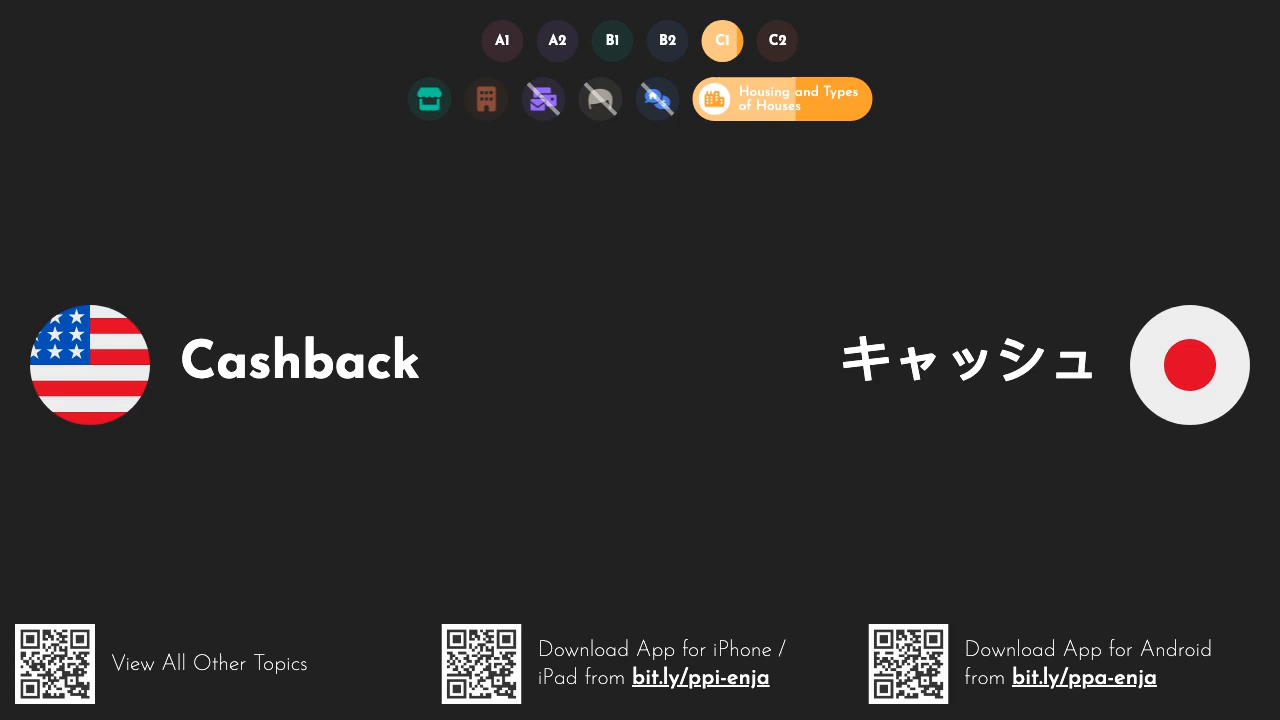 A1 A2 B1 B2 C1 C2
Housing and Types
of Houses
Cashback
キャッシュ
View All Other Topics
Download App for iPhone /
iPad from bit.ly/ppi-enja
Download App for Android
from bit.ly/ppa-enja